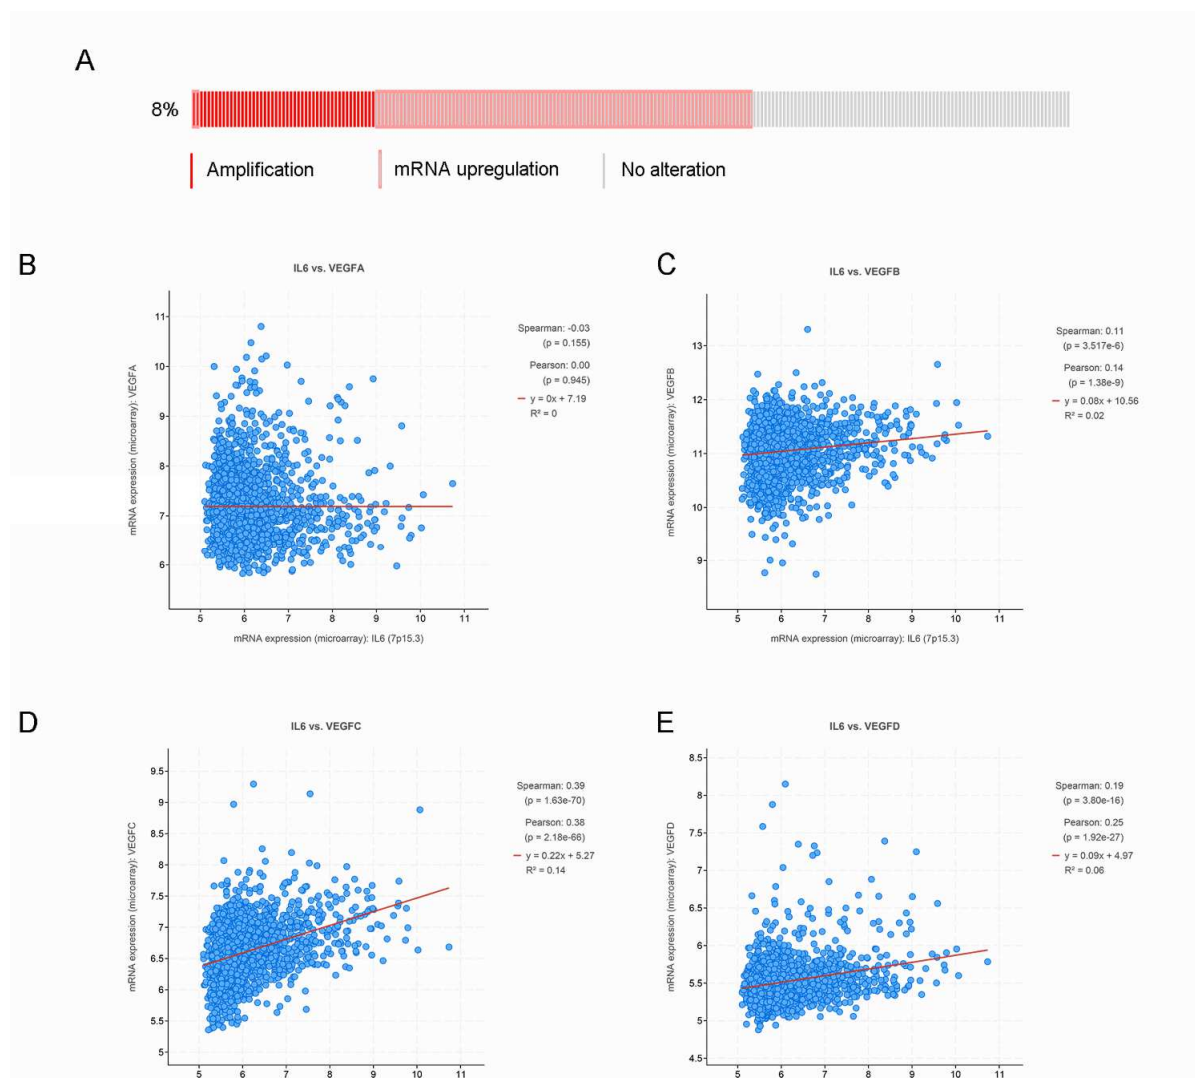 A
8%
Amplification
mRNA upregulation
No alteration
B
IL6 vs. VEGFA
mRNA expression (microarray): VEGFA
11
10
9
8
7
6
5 6 7 8 9 10 11
mRNA expression (microarray): IL6 (7p15.3)
Spearman: -0.03
(p = 0.155)
Pearson: 0.00
(p = 0.945)
y = 0x + 7.19
R² = 0
C
IL6 vs. VEGFB
mRNA expression (microarray): VEGFB
13
12
11
10
9
5 6 7 8 9 10 11
mRNA expression (microarray): IL6 (7p15.3)
Spearman: 0.11
(p = 3.517e-6)
Pearson: 0.14
(p = 1.38e-9)
y = 0.08x + 10.56
R² = 0.02
D
IL6 vs. VEGFC
mRNA expression (microarray): VEGFC
9.5
9
8.5
8
7.5
7
6.5
6
5.5
5
5 6 7 8 9 10 11
Spearman: 0.39
(p = 1.63e-70)
Pearson: 0.38
(p = 2.18e-66)
y = 0.22x + 5.27
R² = 0.14
E
IL6 vs. VEGFD
mRNA expression (microarray): VEGFD
8.5
8
7.5
7
6.5
6
5.5
5
4.5
5 6 7 8 9 10 11
Spearman: 0.19
(p = 3.80e-16)
Pearson: 0.25
(p = 1.92e-27)
y = 0.09x + 4.97
R² = 0.06